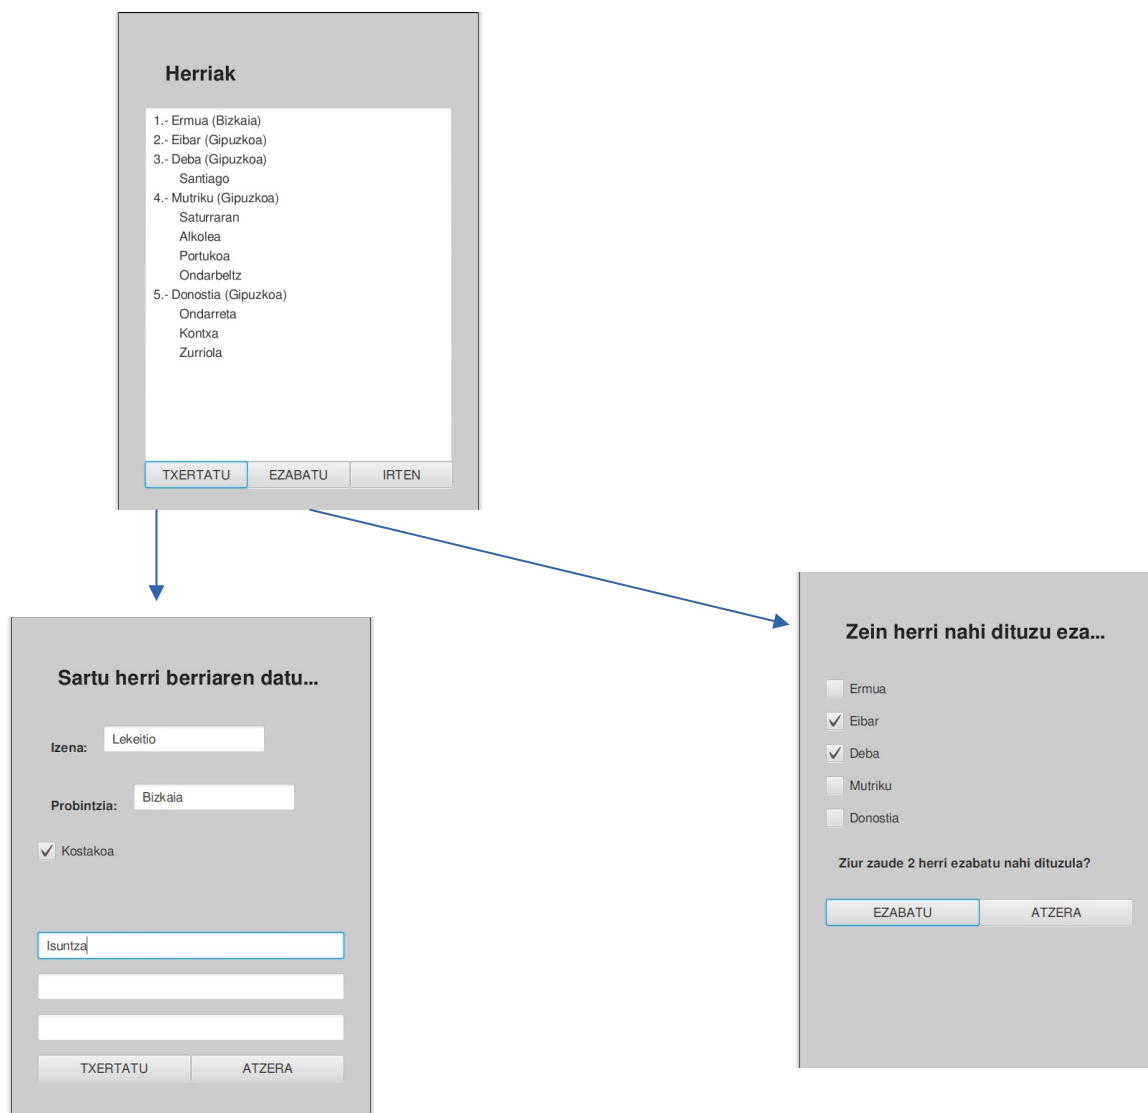 Herriak
1.- Ermua (Bizkaia)
2.- Eibar (Gipuzkoa)
3.- Deba (Gipuzkoa)
Santiago
4.- Mutriku (Gipuzkoa)
Saturraran
Alkolea
Portukoa
Ondarbeltz
5.- Donostia (Gipuzkoa)
Ondarreta
Kontxa
Zurriola
TXERTATU EZABATU IRTEN
Sartu herri berriaren datu...
Izena: Lekeitio
Probintzia: Bizkaia
Kostakoa
Isuntza
TXERTATU ATZERA
Zein herri nahi dituzu eza...
Ermua
Eibar
Deba
Mutriku
Donostia
Ziur zaude 2 herri ezabatu nahi dituzula?
EZABATU ATZERA